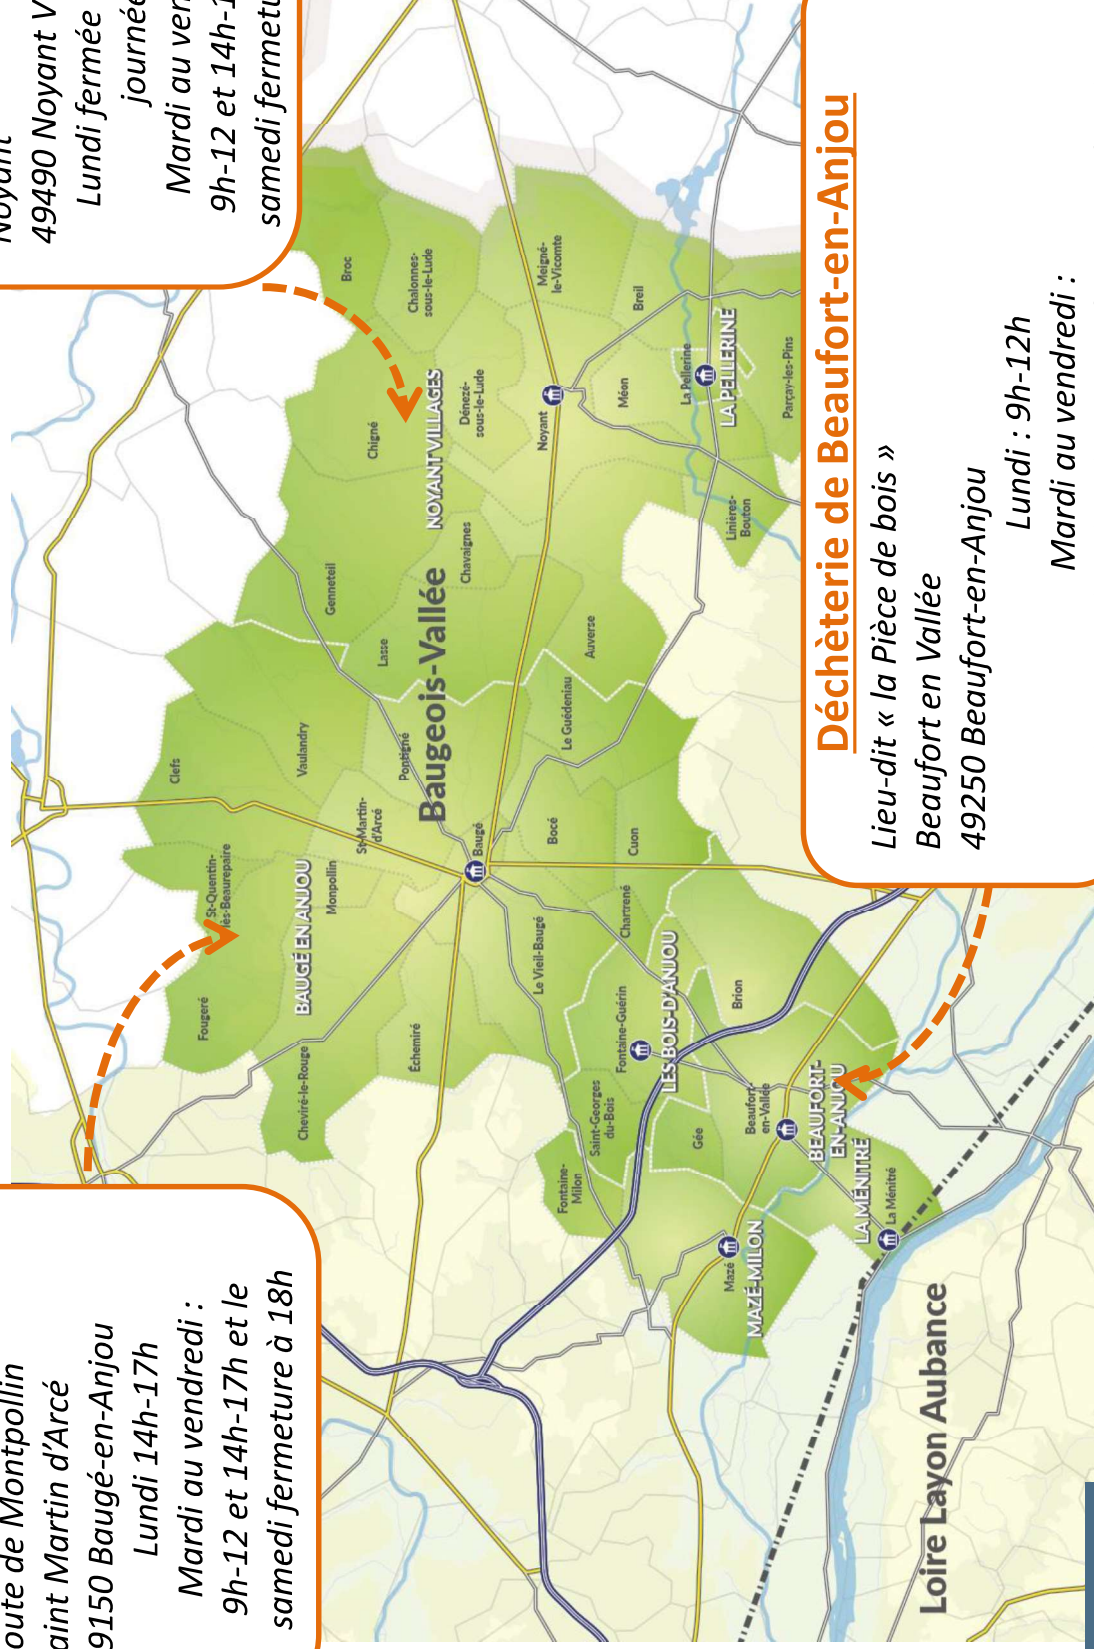 oute de Montpollin
aint Martin d’Arcé
9150 Baugé-en-Anjou
Lundi 14h-17h
Mardi au vendredi :
9h-12 et 14h-17h et le
samedi fermeture à 18h
Noyant
49490 Noyant V
Lundi fermée
journée
Mardi au ven
9h-12 et 14h-1
samedi fermetu
Déchèterie de Beaufort-en-Anjou
Lieu-dit « la Pièce de bois »
Beaufort en Vallée
49250 Beaufort-en-Anjou
Lundi : 9h-12h
Mardi au vendredi :
Baugeois-Vallée
Loire Layon Aubance
BAUGÉ EN ANJOU
NOYANT VILLAGES
LA PELLERINE
LES BOIS-D'ANJOU
BEAUFORT-
EN-ANJOU
LA MÉNITRÉ
MAZÉ-MILON
Clefs
St-Quentin-
lès-Beaurepaire
Fougeré
Vaulandry
Monpollin
Cheviré-le-Rouge
St-Martin-
d'Arcé
Pontigné
Échemiré
Baugé
Le Vieil-Baugé
Bocé
Le Guédeniau
Cuon
Chartrené
Fontaine-Guérin
Saint-Georges
du-Bois
Fontaine-
Milon
Brion
Gée
Beaufort-
en-Vallée
Mazé
La Ménitré
Broc
Chalonnes-
sous-le-Lude
Chigné
Genneteil
Lasse
Chavaignes
Dénezé-
sous-le-Lude
Noyant
Meigné-
le-Vicomte
Auverse
Méon
Breil
La Pellerine
Linières-
Bouton
Parçay-les-Pins